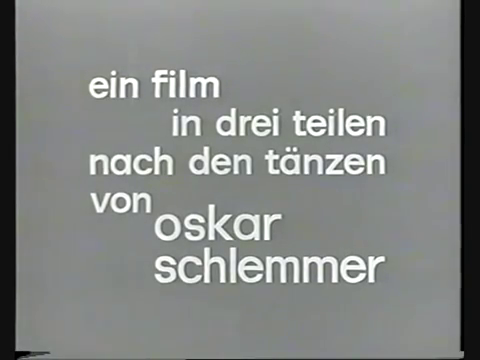 ein film
in drei teilen
nach den tänzen
von
oskar
schlemmer